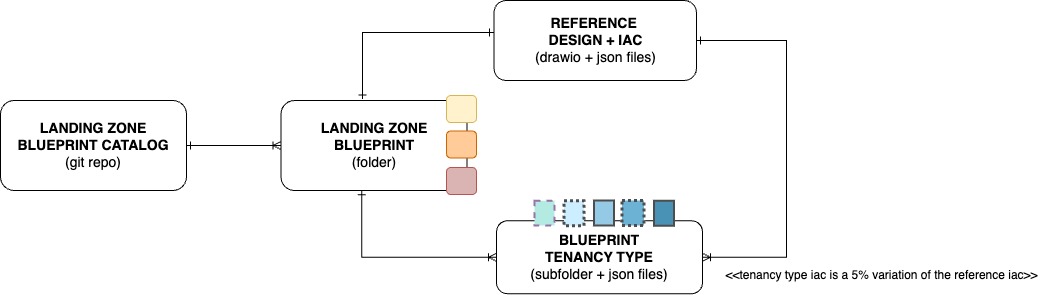 REFERENCE
DESIGN + IAC
(drawio + json files)
LANDING ZONE
BLUEPRINT CATALOG
(git repo)
LANDING ZONE
BLUEPRINT
(folder)
BLUEPRINT
TENANCY TYPE
(subfolder + json files)
<<tenancy type iac is a 5% variation of the reference iac>>